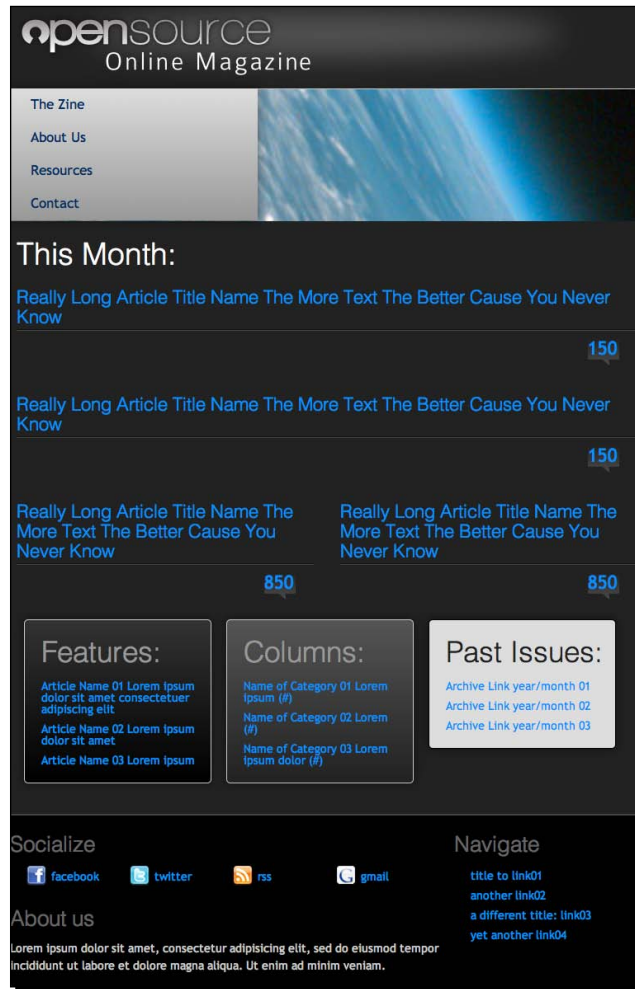 opensource
Online Magazine
The Zine
About Us
Resources
Contact
This Month:
Really Long Article Title Name The More Text The Better Cause You Never
Know
150
Really Long Article Title Name The More Text The Better Cause You Never
Know
150
Really Long Article Title Name The
More Text The Better Cause You
Never Know
850
Really Long Article Title Name The
More Text The Better Cause You
Never Know
850
Features:
Article Name 01 Lorem ipsum
dolor sit amet consectetuer
adipiscing elit
Article Name 02 Lorem ipsum
dolor sit amet
Article Name 03 Lorem ipsum
Columns:
Name of Category 01 Lorem
ipsum (#)
Name of Category 02 Lorem
(#)
Name of Category 03 Lorem
ipsum dolor (#)
Past Issues:
Archive Link year/month 01
Archive Link year/month 02
Archive Link year/month 03
Socialize
facebook
twitter
rss
gmail
About us
Lorem ipsum dolor sit amet, consectetur adipisicing elit, sed do eiusmod tempor
incididunt ut labore et dolore magna aliqua. Ut enim ad minim veniam.
Navigate
title to link01
another link02
a different title: link03
yet another link04